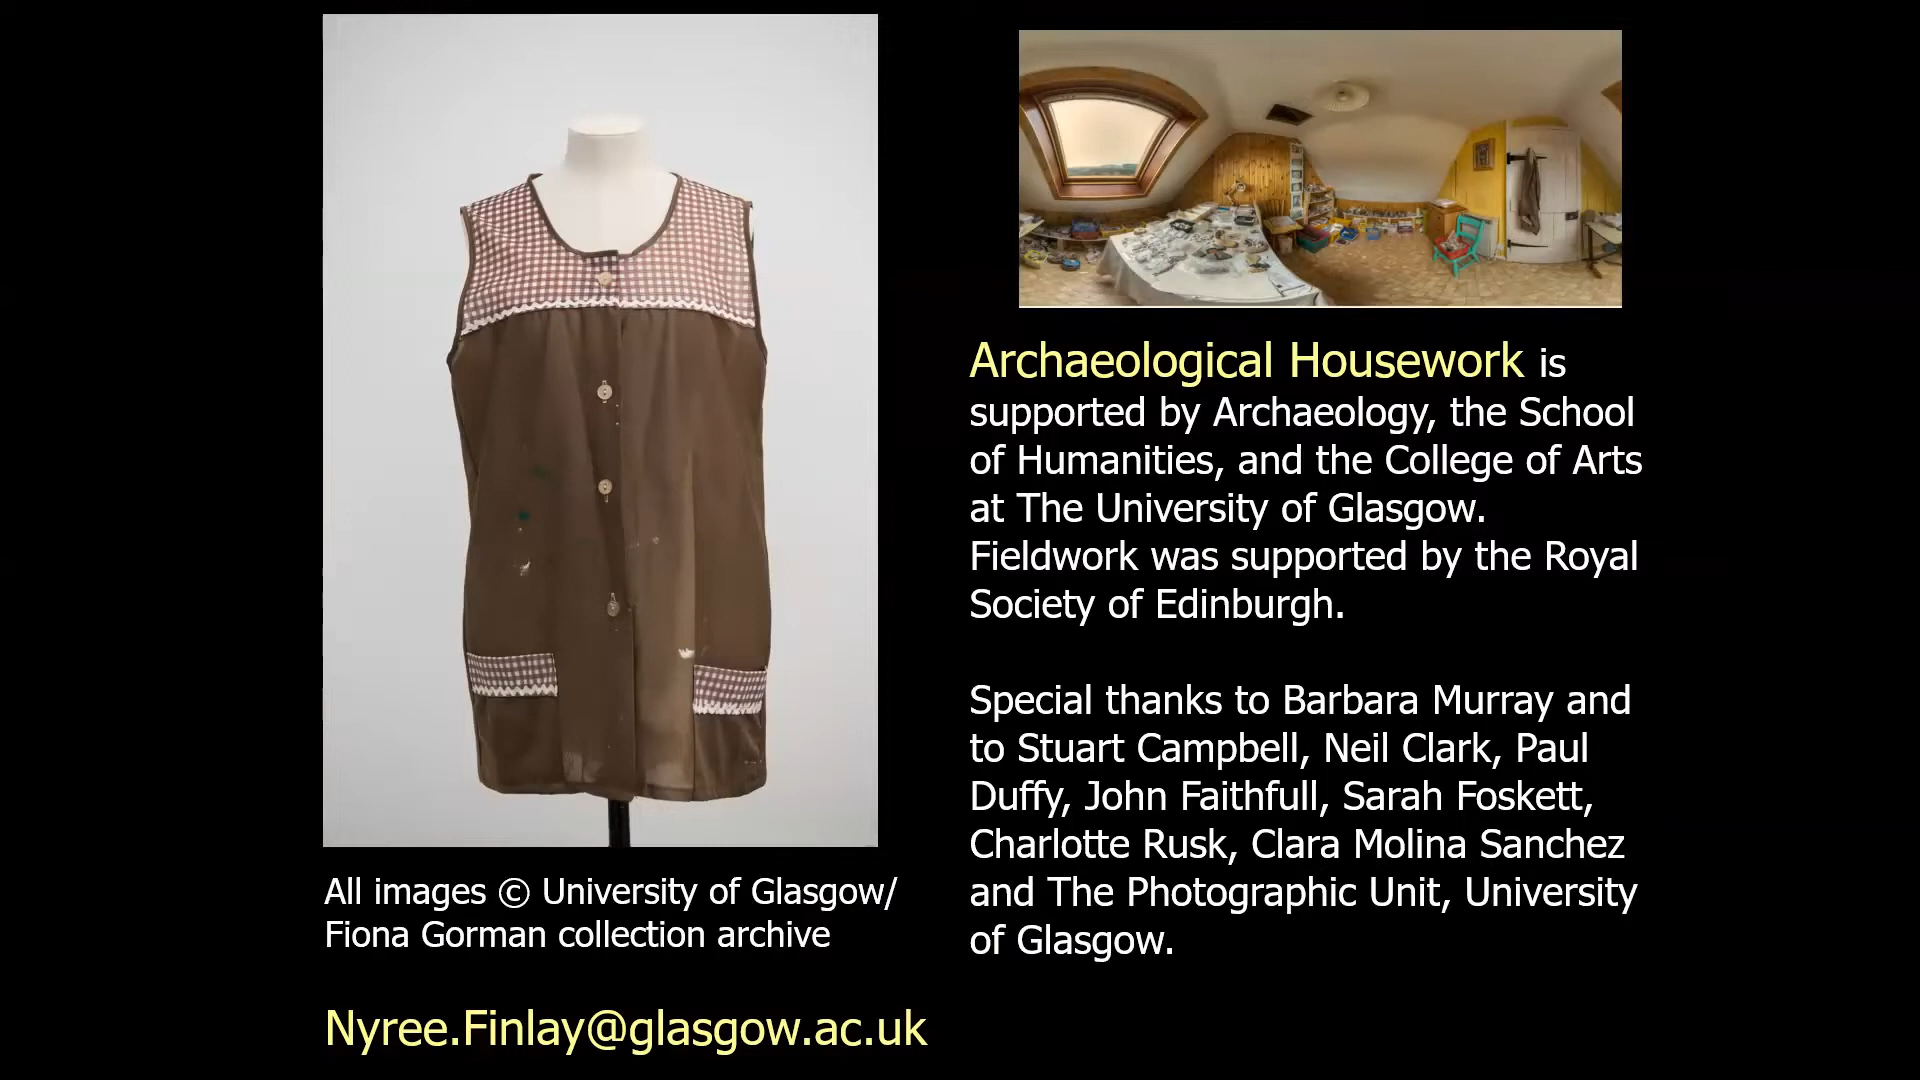 Archaeological Housework is
supported by Archaeology, the School
of Humanities, and the College of Arts
at The University of Glasgow.
Fieldwork was supported by the Royal
Society of Edinburgh.
Special thanks to Barbara Murray and
to Stuart Campbell, Neil Clark, Paul
Duffy, John Faithfull, Sarah Foskett,
Charlotte Rusk, Clara Molina Sanchez
and The Photographic Unit, University
of Glasgow.
All images © University of Glasgow/
Fiona Gorman collection archive
Nyree.Finlay@glasgow.ac.uk